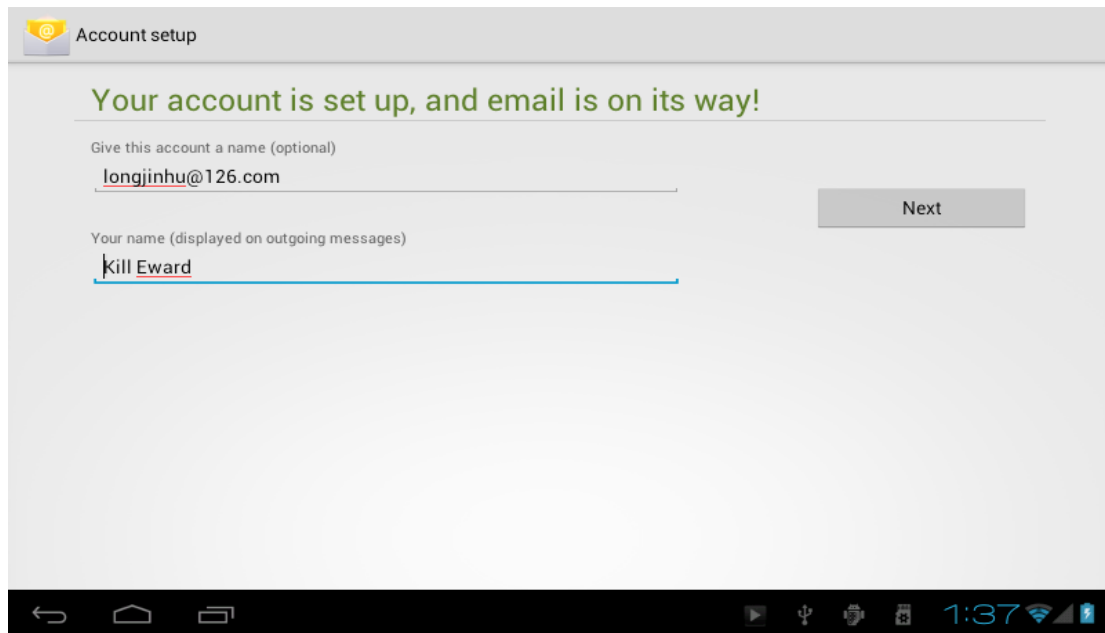 Account setup
Your account is set up, and email is on its way!
Give this account a name (optional)
longjinhu@126.com
Next
Your name (displayed on outgoing messages)
Kill Eward
1:37